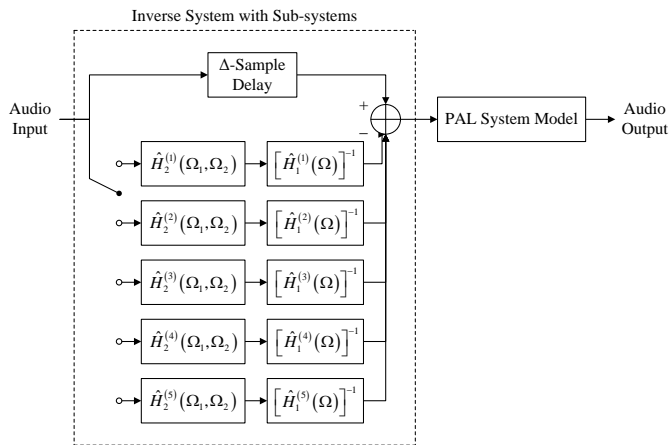 Inverse System with Sub-systems
Δ-Sample
Delay
Audio
Input
+
−
PAL System Model
Audio
Output
Ĥ₂⁽¹⁾(Ω₁,Ω₂)
[Ĥ₁⁽¹⁾(Ω)]⁻¹
Ĥ₂⁽²⁾(Ω₁,Ω₂)
[Ĥ₁⁽²⁾(Ω)]⁻¹
Ĥ₂⁽³⁾(Ω₁,Ω₂)
[Ĥ₁⁽³⁾(Ω)]⁻¹
Ĥ₂⁽⁴⁾(Ω₁,Ω₂)
[Ĥ₁⁽⁴⁾(Ω)]⁻¹
Ĥ₂⁽⁵⁾(Ω₁,Ω₂)
[Ĥ₁⁽⁵⁾(Ω)]⁻¹